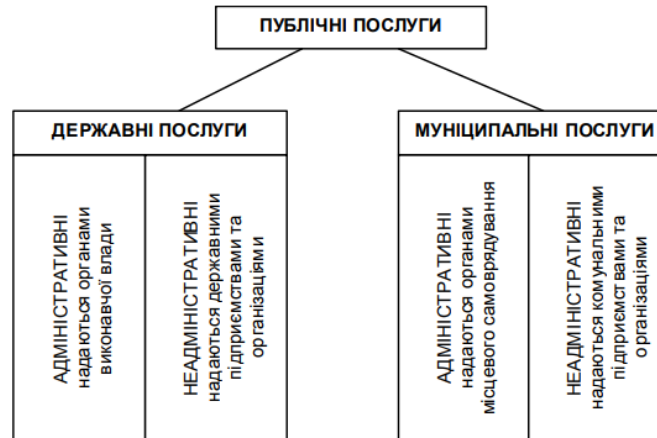 ПУБЛІЧНІ ПОСЛУГИ
ДЕРЖАВНІ ПОСЛУГИ
АДМІНІСТРАТИВНІ
надаються органами
виконавчої влади
НЕАДМІНІСТРАТИВНІ
надаються державними
підприємствами та
організаціями
МУНІЦИПАЛЬНІ ПОСЛУГИ
АДМІНІСТРАТИВНІ
надаються органами
місцевого самоврядування
НЕАДМІНІСТРАТИВНІ
надаються комунальними
підприємствами та
організаціями